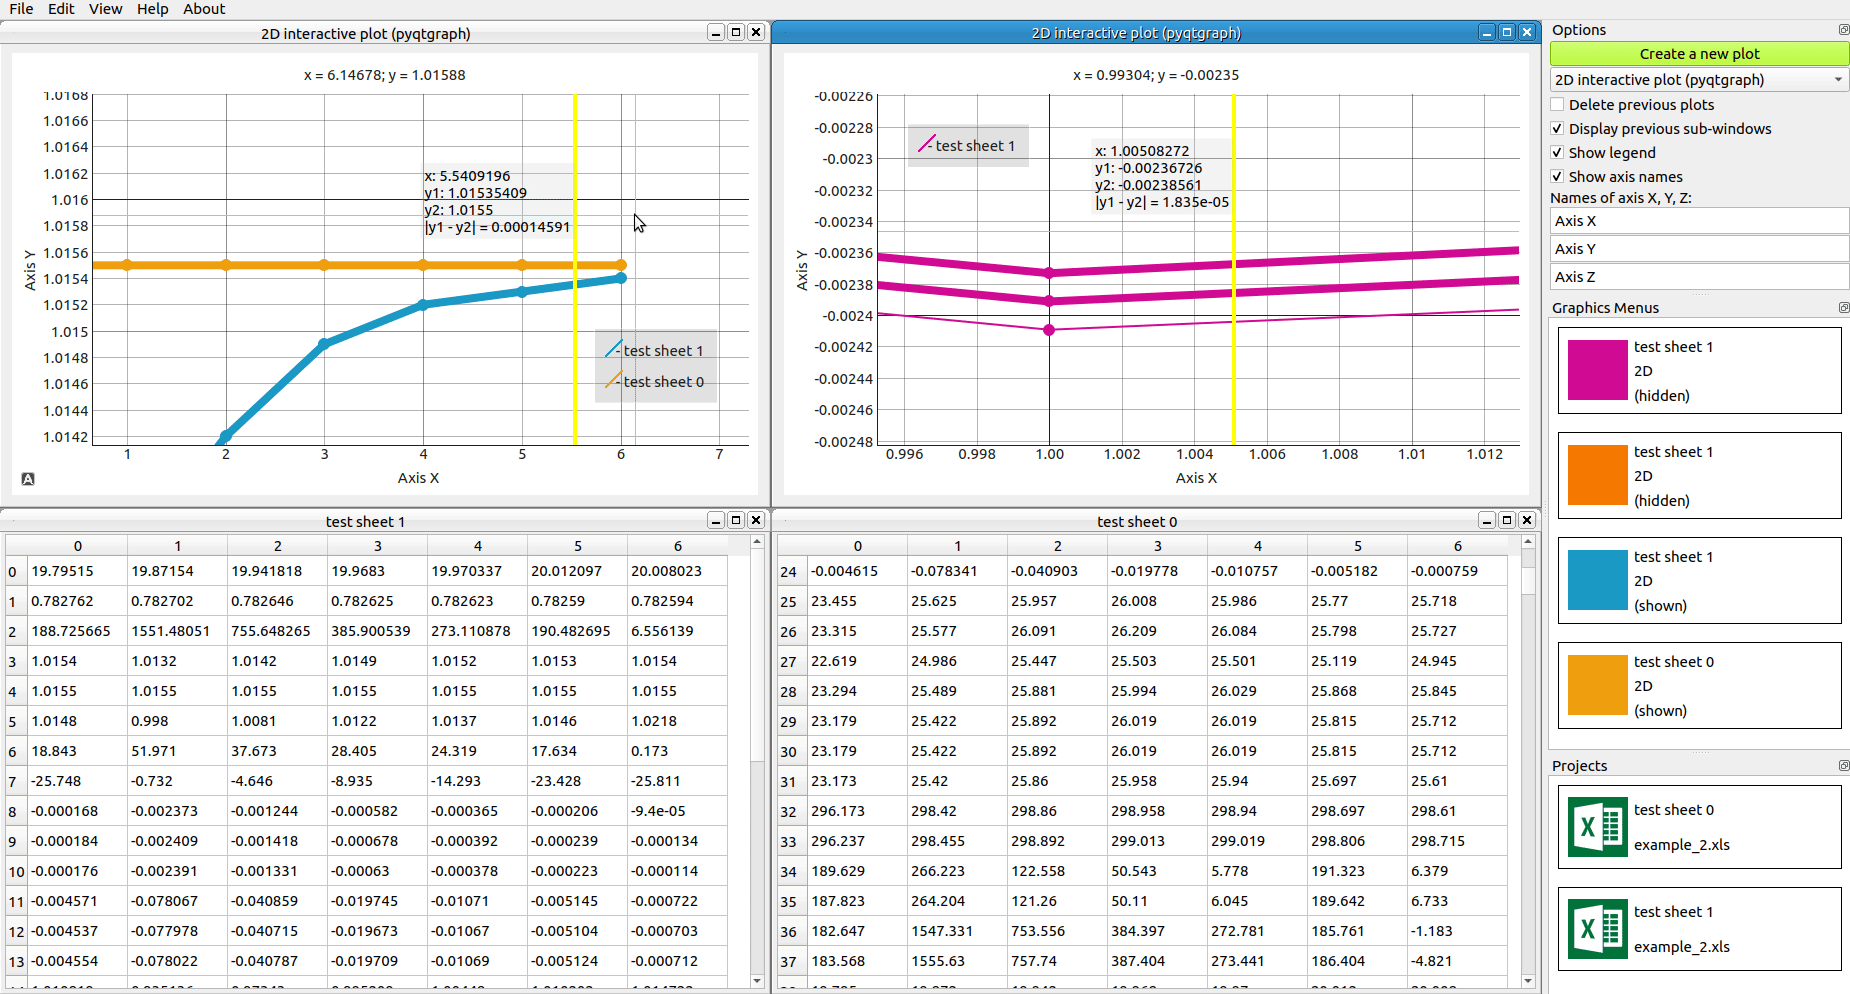 File Edit View Help About
2D interactive plot (pyqtgraph)
x = 6.14678; y = 1.01588
1.0168
1.0166
1.0164
1.0162
1.016
1.0158
1.0156
1.0154
1.0152
1.015
1.0148
1.0146
1.0144
1.0142
Axis Y
x: 5.5409196
y1: 1.01535409
y2: 1.0155
|y1 - y2| = 0.00014591
- test sheet 1
- test sheet 0
1 2 3 4 5 6 7
Axis X
A
2D interactive plot (pyqtgraph)
x = 0.99304; y = -0.00235
-0.00226
-0.00228
-0.0023
-0.00232
-0.00234
-0.00236
-0.00238
-0.0024
-0.00242
-0.00244
-0.00246
-0.00248
Axis Y
- test sheet 1
x: 1.00508272
y1: -0.00236726
y2: -0.00238561
|y1 - y2| = 1.835e-05
0.996 0.998 1.00 1.002 1.004 1.006 1.008 1.01 1.012
Axis X
test sheet 1
0 1 2 3 4 5 6
0 19.79515 19.87154 19.941818 19.9683 19.970337 20.012097 20.008023
1 0.782762 0.782702 0.782646 0.782625 0.782623 0.78259 0.782594
2 188.725665 1551.48051 755.648265 385.900539 273.110878 190.482695 6.556139
3 1.0154 1.0132 1.0142 1.0149 1.0152 1.0153 1.0154
4 1.0155 1.0155 1.0155 1.0155 1.0155 1.0155 1.0155
5 1.0148 0.998 1.0081 1.0122 1.0137 1.0146 1.0218
6 18.843 51.971 37.673 28.405 24.319 17.634 0.173
7 -25.748 -0.732 -4.646 -8.935 -14.293 -23.428 -25.811
8 -0.000168 -0.002373 -0.001244 -0.000582 -0.000365 -0.000206 -9.4e-05
9 -0.000184 -0.002409 -0.001418 -0.000678 -0.000392 -0.000239 -0.000134
10 -0.000176 -0.002391 -0.001331 -0.00063 -0.000378 -0.000223 -0.000114
11 -0.004571 -0.078067 -0.040859 -0.019745 -0.01071 -0.005145 -0.000722
12 -0.004537 -0.077978 -0.040715 -0.019673 -0.01067 -0.005104 -0.000703
13 -0.004554 -0.078022 -0.040787 -0.019709 -0.01069 -0.005124 -0.000712
test sheet 0
0 1 2 3 4 5 6
24 -0.004615 -0.078341 -0.040903 -0.019778 -0.010757 -0.005182 -0.000759
25 23.455 25.625 25.957 26.008 25.986 25.77 25.718
26 23.315 25.577 26.091 26.209 26.084 25.798 25.727
27 22.619 24.986 25.447 25.503 25.501 25.119 24.945
28 23.294 25.489 25.881 25.994 26.029 25.868 25.845
29 23.179 25.422 25.892 26.019 26.019 25.815 25.712
30 23.179 25.422 25.892 26.019 26.019 25.815 25.712
31 23.173 25.42 25.86 25.958 25.94 25.697 25.61
32 296.173 298.42 298.86 298.958 298.94 298.697 298.61
33 296.237 298.455 298.892 299.013 299.019 298.806 298.715
34 189.629 266.223 122.558 50.543 5.778 191.323 6.379
35 187.823 264.204 121.26 50.11 6.045 189.642 6.733
36 182.647 1547.331 753.556 384.397 272.781 185.761 -1.183
37 183.568 1555.63 757.74 387.404 273.441 186.404 -4.821
Options
Create a new plot
2D interactive plot (pyqtgraph)
Delete previous plots
Display previous sub-windows
Show legend
Show axis names
Names of axis X, Y, Z:
Axis X
Axis Y
Axis Z
Graphics Menus
test sheet 1
2D
(hidden)
test sheet 1
2D
(hidden)
test sheet 1
2D
(shown)
test sheet 0
2D
(shown)
Projects
X
test sheet 0
example_2.xls
X
test sheet 1
example_2.xls